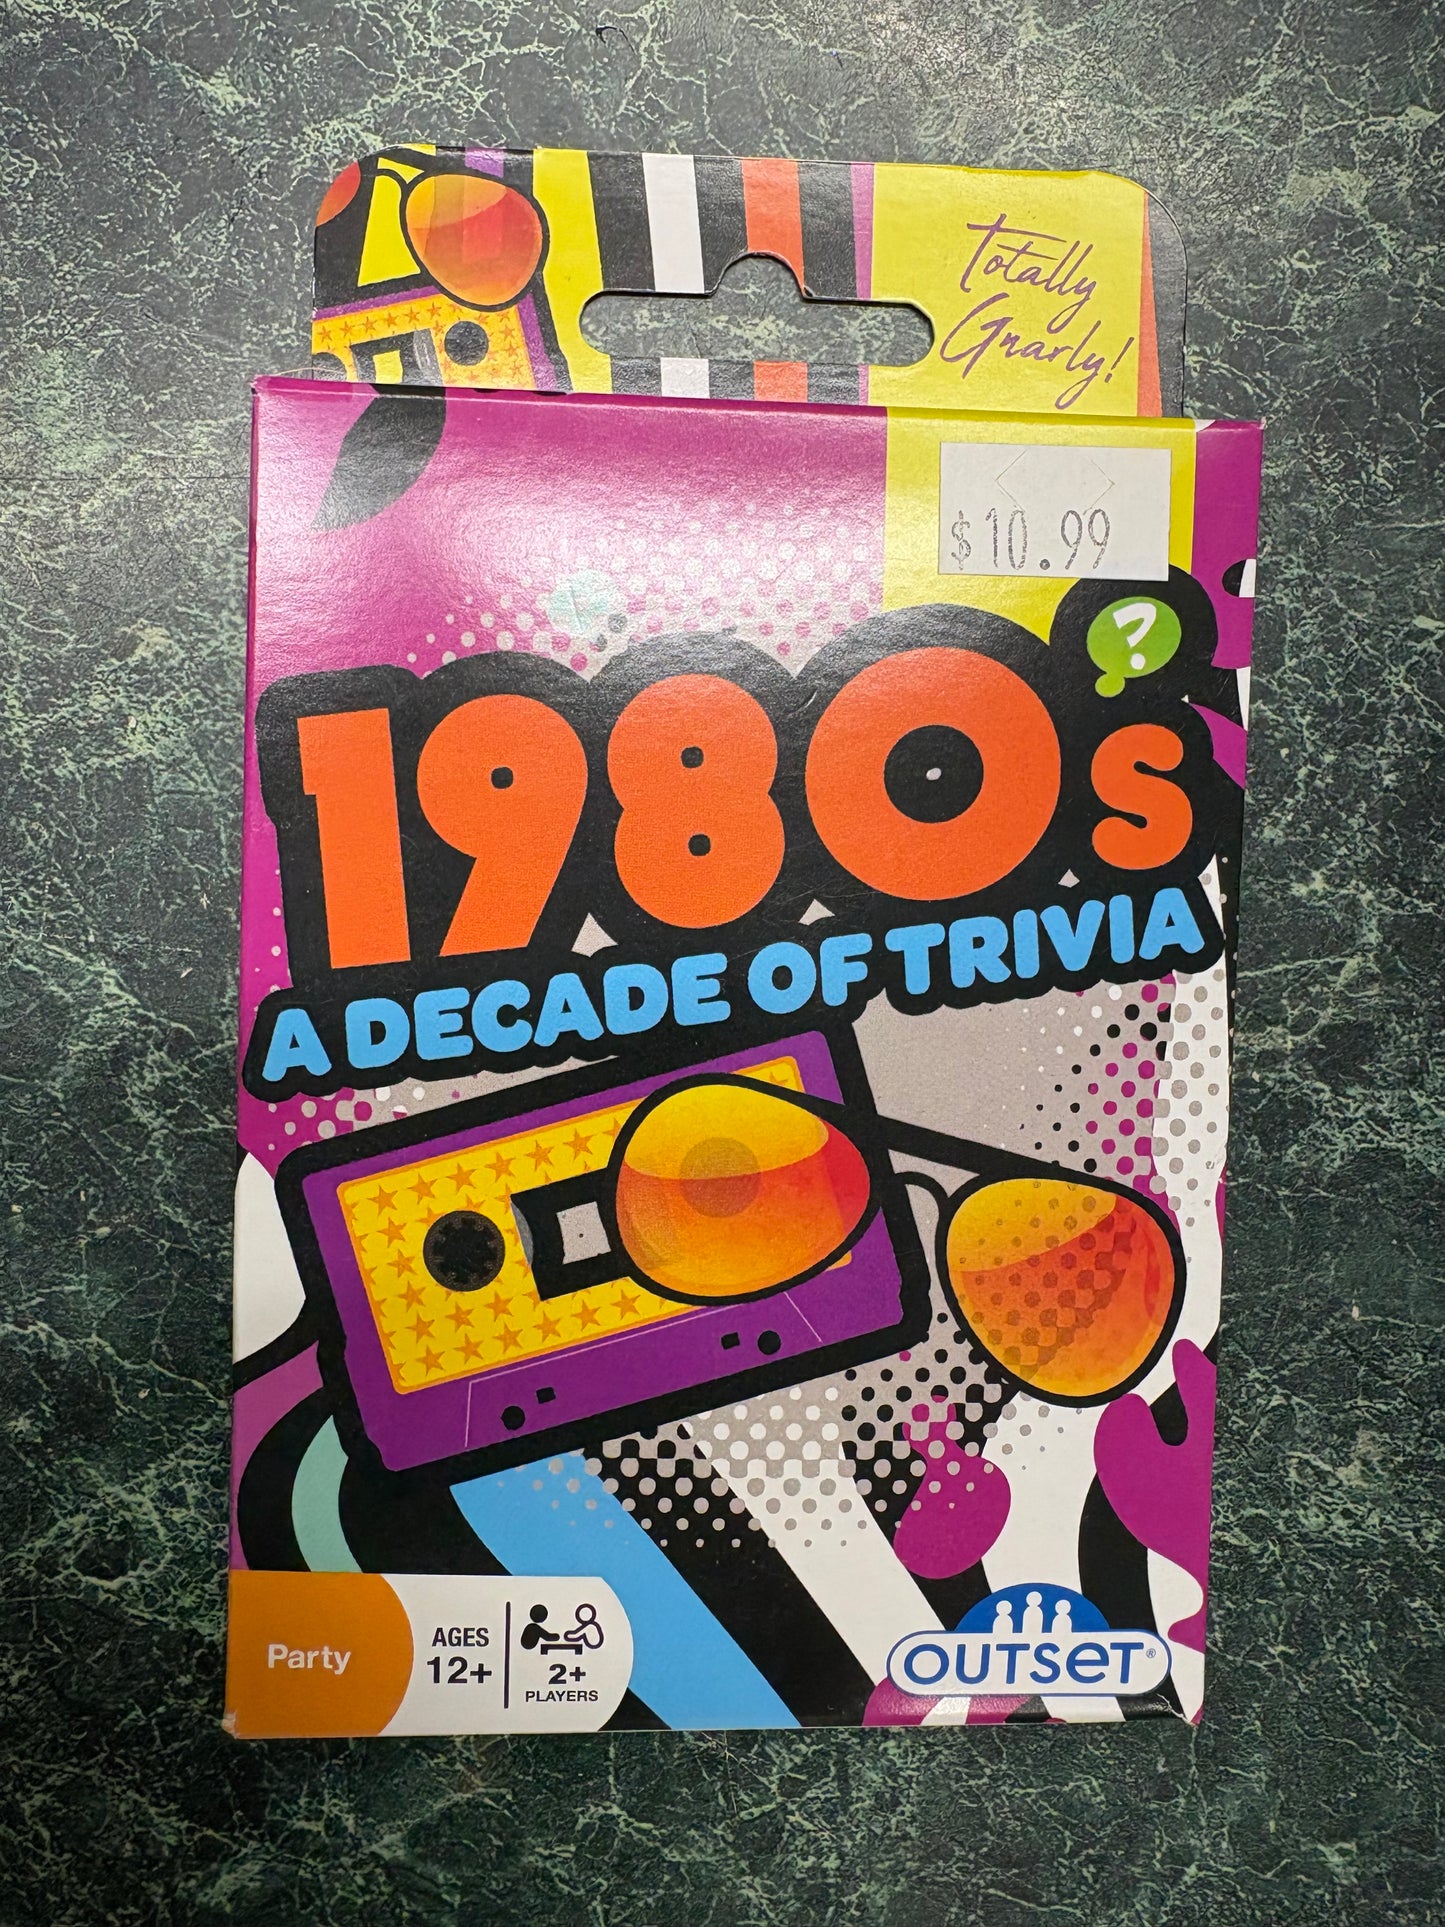 Totally
Gnarly!
$10.99
?
1980s
A DECADE OF TRIVIA
Party
AGES
12+
2+
PLAYERS
OUTSET®